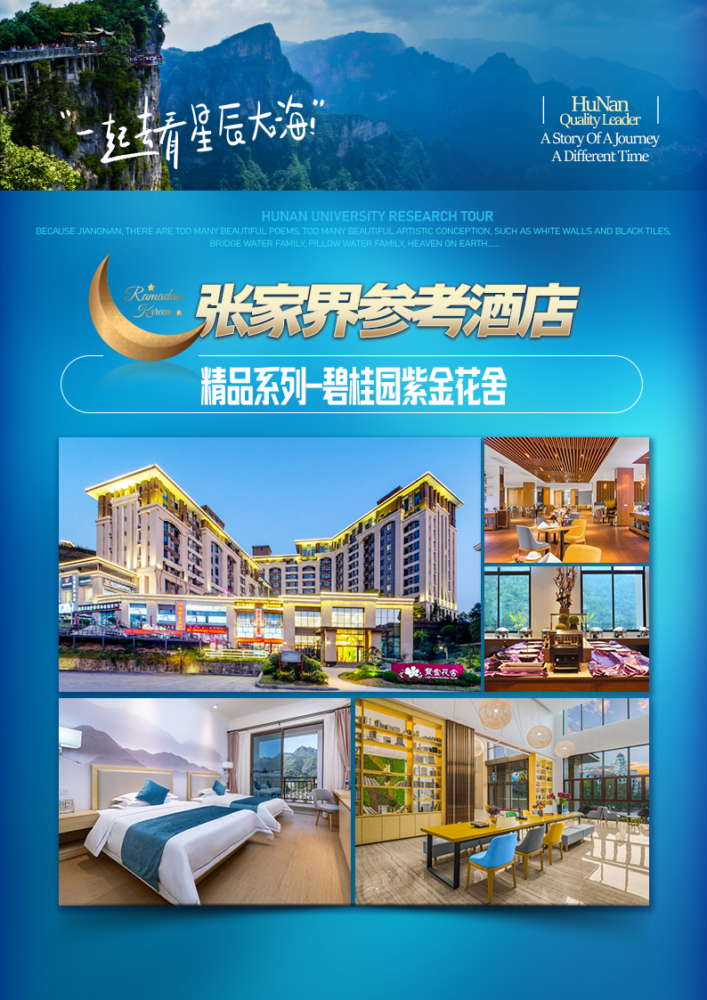 “一起去看星辰大海!”
HuNan
Quality Leader
A Story Of A Journey
A Different Time
HUNAN UNIVERSITY RESEARCH TOUR
BECAUSE JIANGNAN, THERE ARE TOO MANY BEAUTIFUL POEMS, TOO MANY BEAUTIFUL ARTISTIC CONCEPTION, SUCH AS WHITE WALLS AND BLACK TILES,
BRIDGE WATER FAMILY, PILLOW WATER FAMILY, HEAVEN ON EARTH......
Ramadan
Kareem
张家界参考酒店
精品系列-碧桂园紫金花舍
紫金花舍